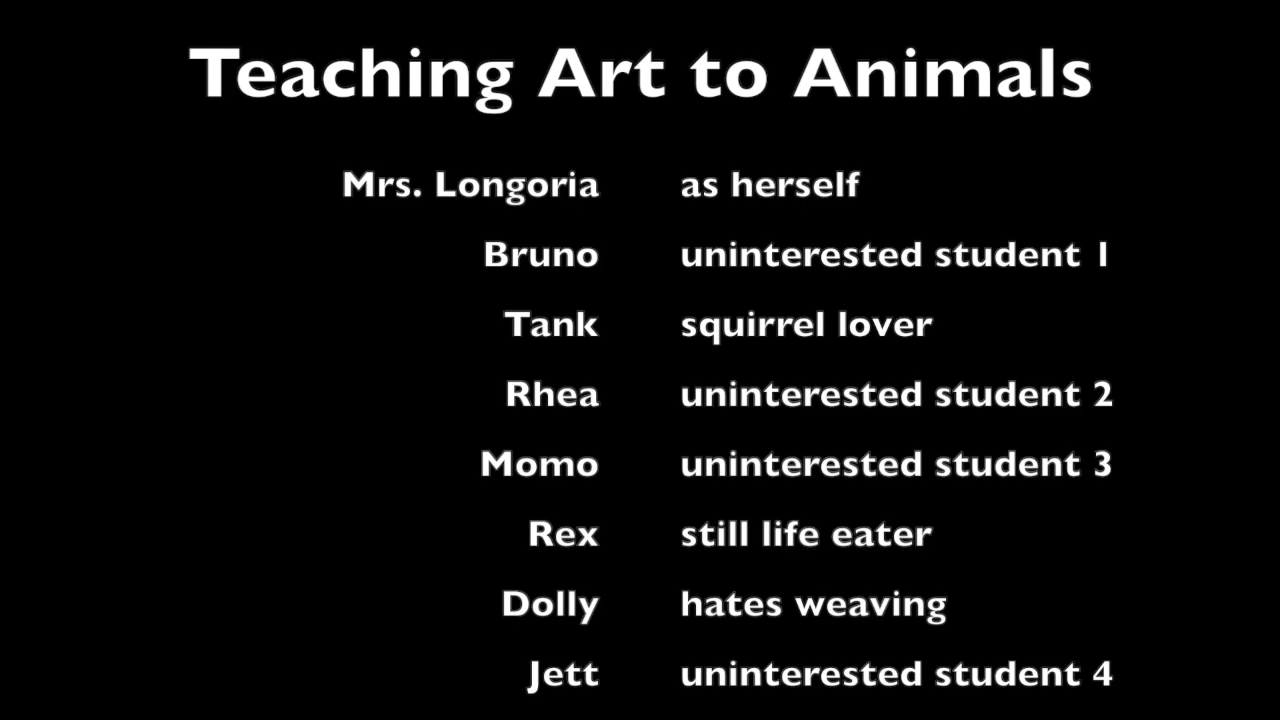 Teaching Art to Animals
Mrs. Longoria as herself
Bruno uninterested student 1
Tank squirrel lover
Rhea uninterested student 2
Momo uninterested student 3
Rex still life eater
Dolly hates weaving
Jett uninterested student 4